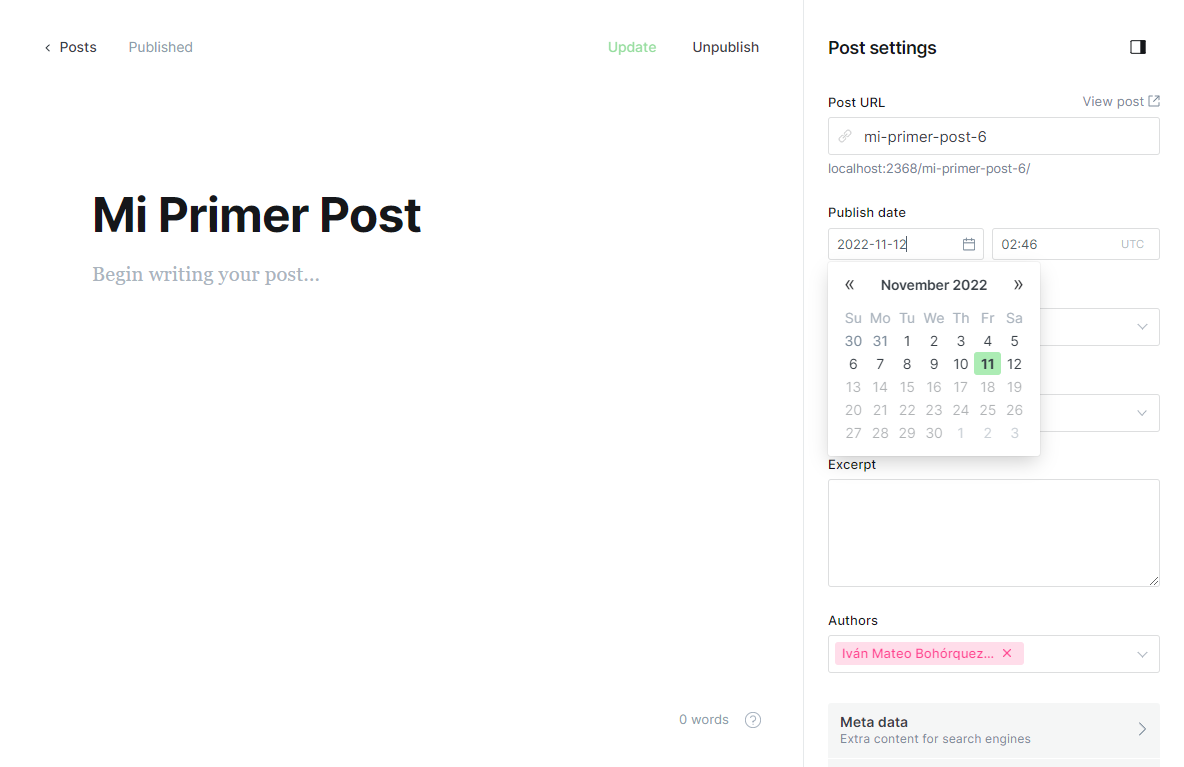 Posts Published Update Unpublish
Mi Primer Post
Begin writing your post...
0 words
Post settings
Post URL View post
mi-primer-post-6
localhost:2368/mi-primer-post-6/
Publish date
2022-11-12 02:46 UTC
« November 2022 »
Su Mo Tu We Th Fr Sa
30 31 1 2 3 4 5
6 7 8 9 10 11 12
13 14 15 16 17 18 19
20 21 22 23 24 25 26
27 28 29 30 1 2 3
Excerpt
Authors
Iván Mateo Bohórquez... ×
Meta data
Extra content for search engines